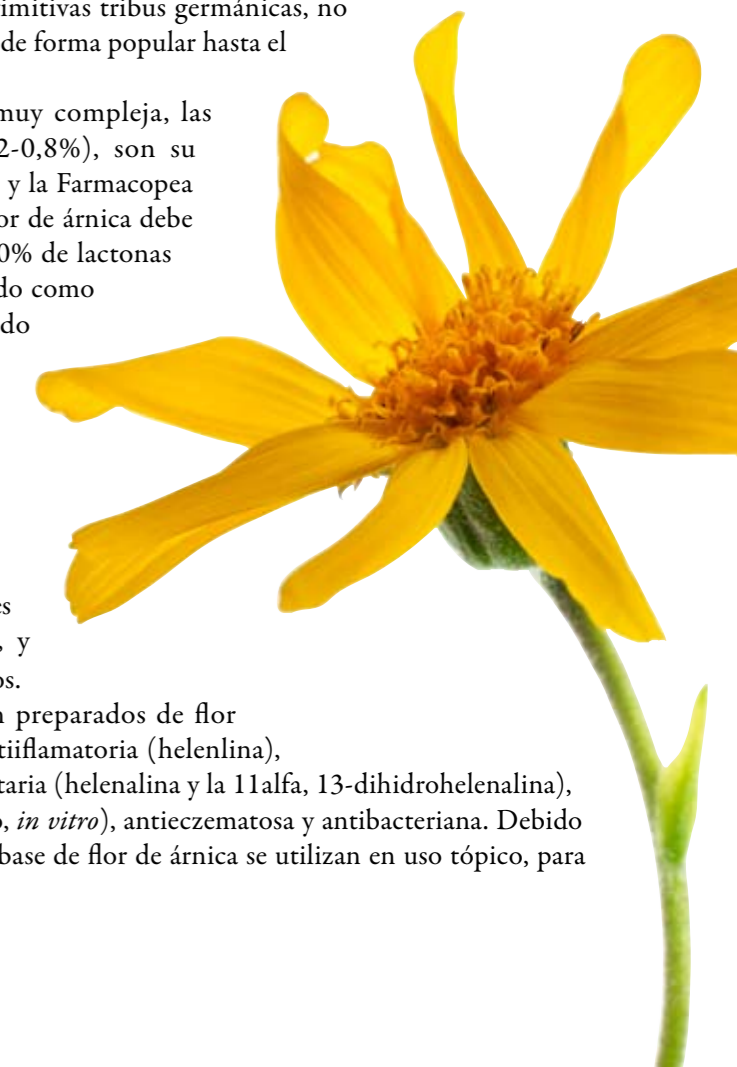 imitivas tribus germánicas, no
de forma popular hasta el
muy compleja, las
2-0,8%), son su
y la Farmacopea
or de árnica debe
0% de lactonas
do como
do
es
, y
os.
n preparados de flor
tiiflamatoria (helenlina),
taria (helenalina y la 11alfa, 13-dihidrohelenalina),
o, in vitro), antieczematosa y antibacteriana. Debido
base de flor de árnica se utilizan en uso tópico, para